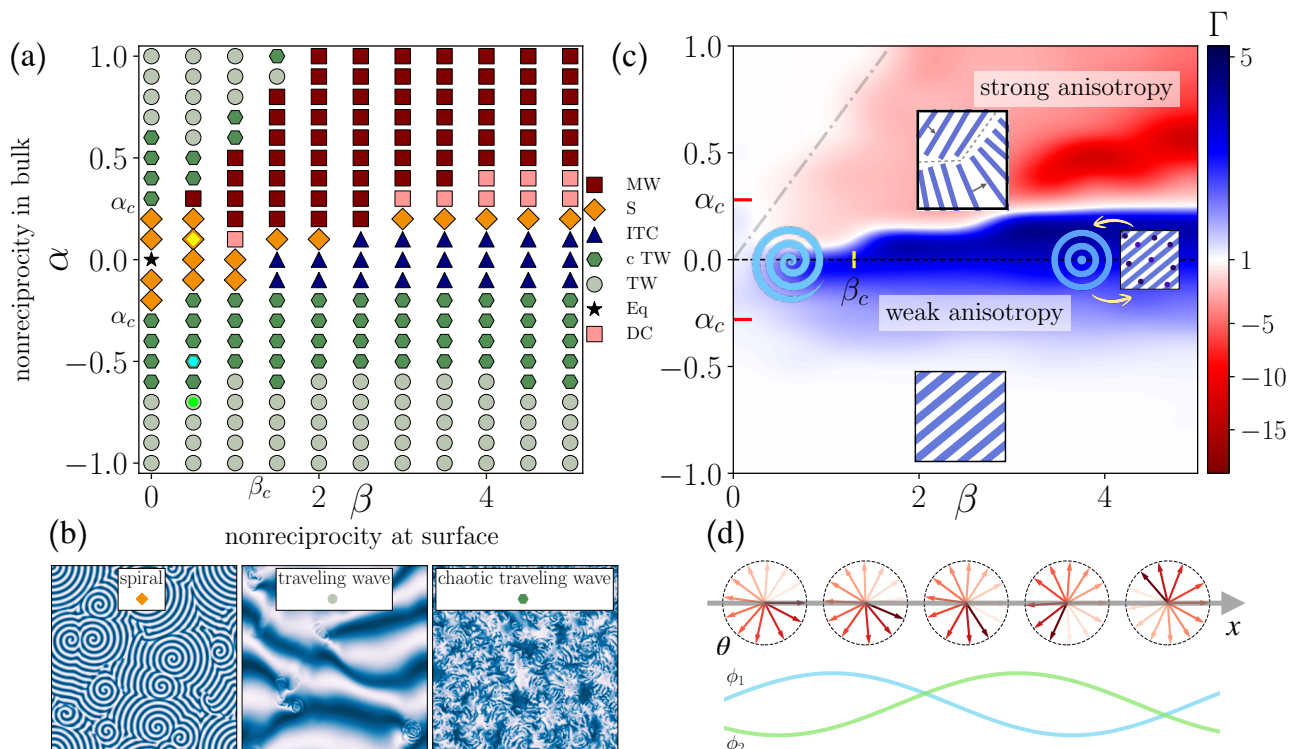 (a)
nonreciprocity in bulk
α
1.0
0.5
α_c
0.0
α_c
−0.5
−1.0
0
β_c
2
β
4
nonreciprocity at surface
MW
S
ITC
c TW
TW
Eq
DC
(c)
1.0
0.5
α_c
0.0
α_c
−0.5
−1.0
0
2
β
4
strong anisotropy
β_c
weak anisotropy
Γ
5
1
−5
−10
−15
(b)
spiral
traveling wave
chaotic traveling wave
(d)
θ
x
ϕ₁
ϕ₂